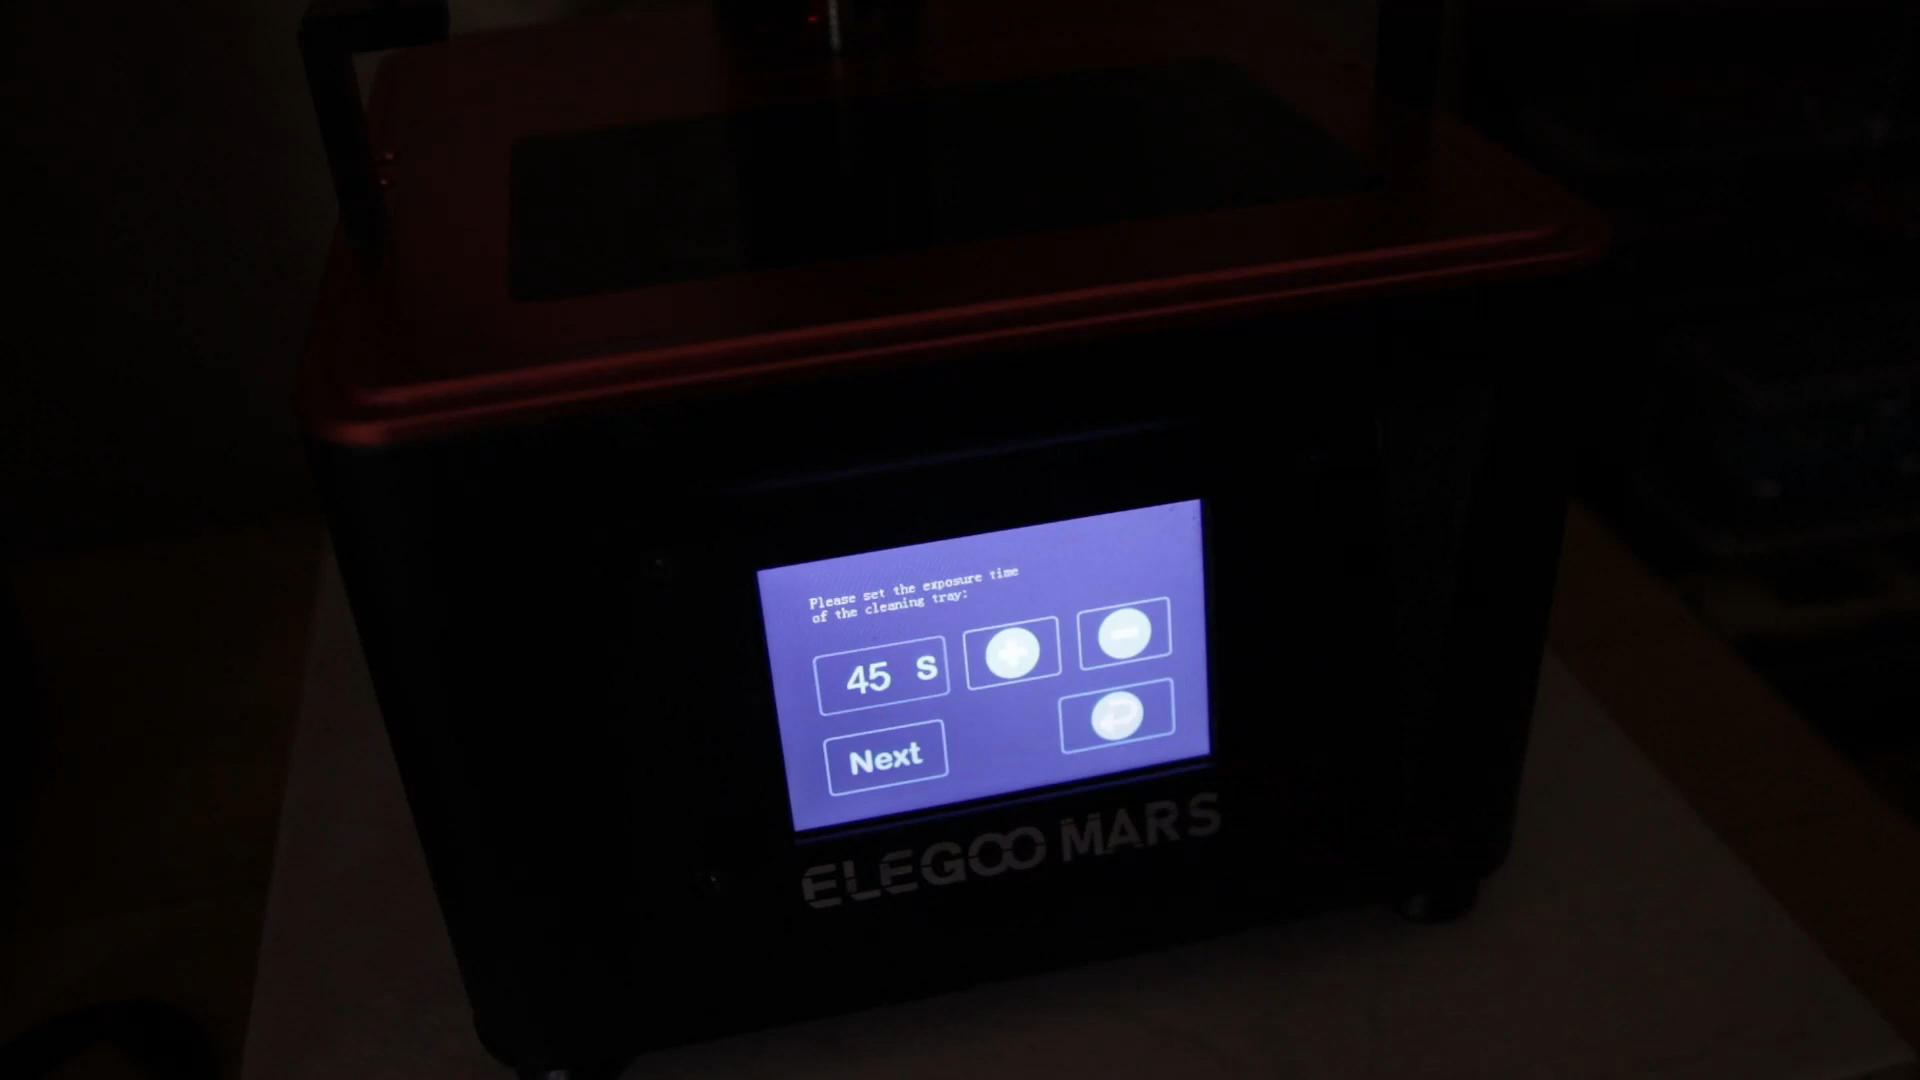 Please set the exposure time
of the cleaning tray:
45 s
Next
ELEGOO MARS